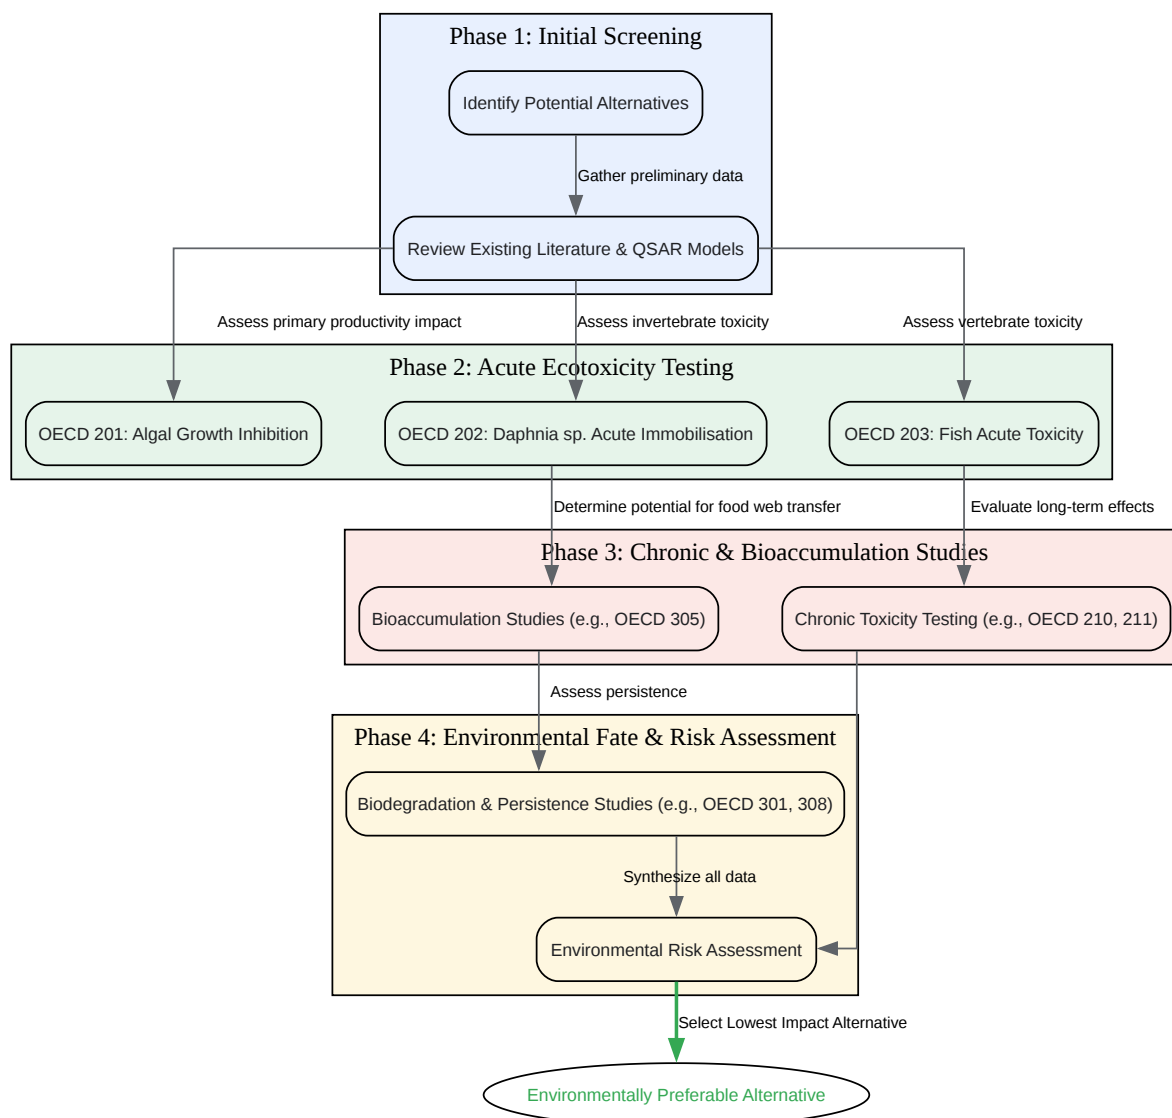 Phase 1: Initial Screening
Identify Potential Alternatives
Gather preliminary data
Review Existing Literature & QSAR Models
Assess primary productivity impact
Assess invertebrate toxicity
Assess vertebrate toxicity
Phase 2: Acute Ecotoxicity Testing
OECD 201: Algal Growth Inhibition
OECD 202: Daphnia sp. Acute Immobilisation
OECD 203: Fish Acute Toxicity
Determine potential for food web transfer
Evaluate long-term effects
Phase 3: Chronic & Bioaccumulation Studies
Bioaccumulation Studies (e.g., OECD 305)
Chronic Toxicity Testing (e.g., OECD 210, 211)
Assess persistence
Phase 4: Environmental Fate & Risk Assessment
Biodegradation & Persistence Studies (e.g., OECD 301, 308)
Synthesize all data
Environmental Risk Assessment
Select Lowest Impact Alternative
Environmentally Preferable Alternative